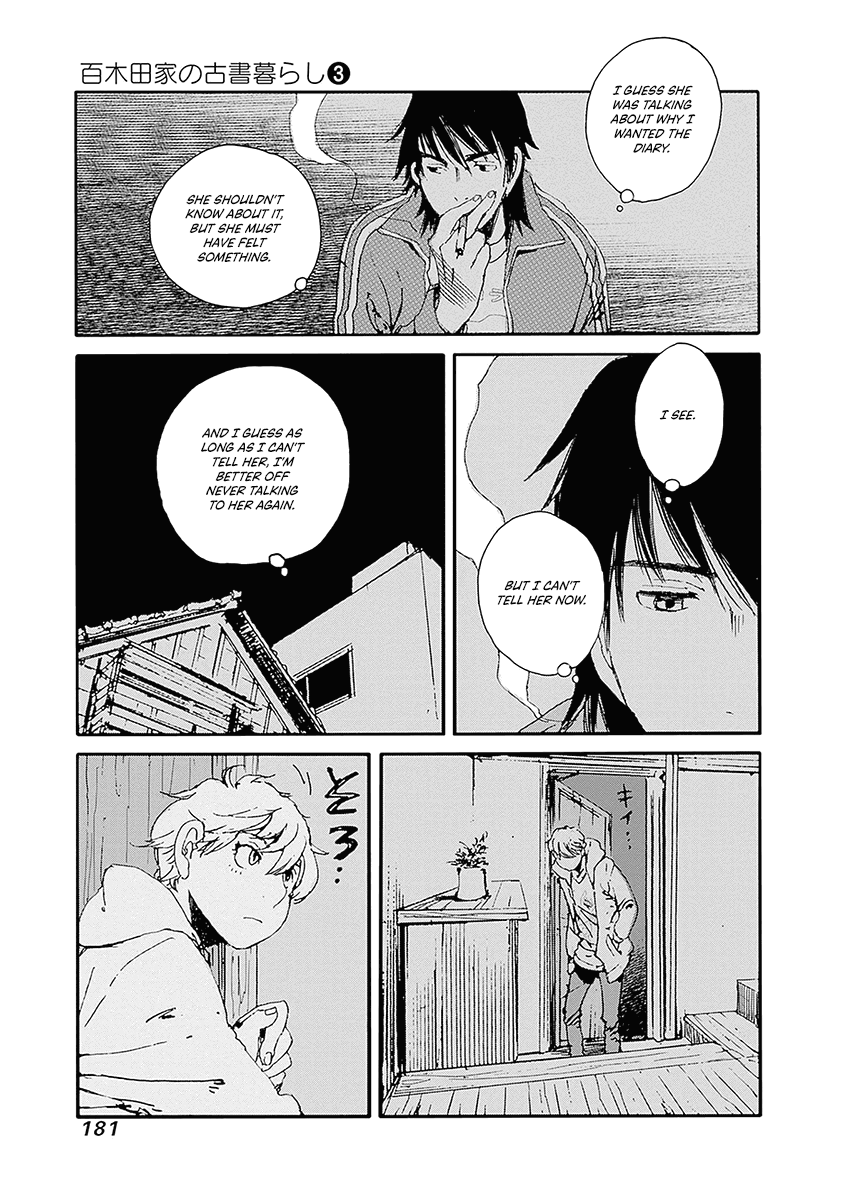 百木田家の古書暮らし❸
I GUESS SHE
WAS TALKING
ABOUT WHY I
WANTED THE
DIARY.
SHE SHOULDN'T
KNOW ABOUT IT,
BUT SHE MUST
HAVE FELT
SOMETHING.
I SEE.
BUT I CAN'T
TELL HER NOW.
AND I GUESS AS
LONG AS I CAN'T
TELL HER, I'M
BETTER OFF
NEVER TALKING
TO HER AGAIN.
キィ…
そろ…
181